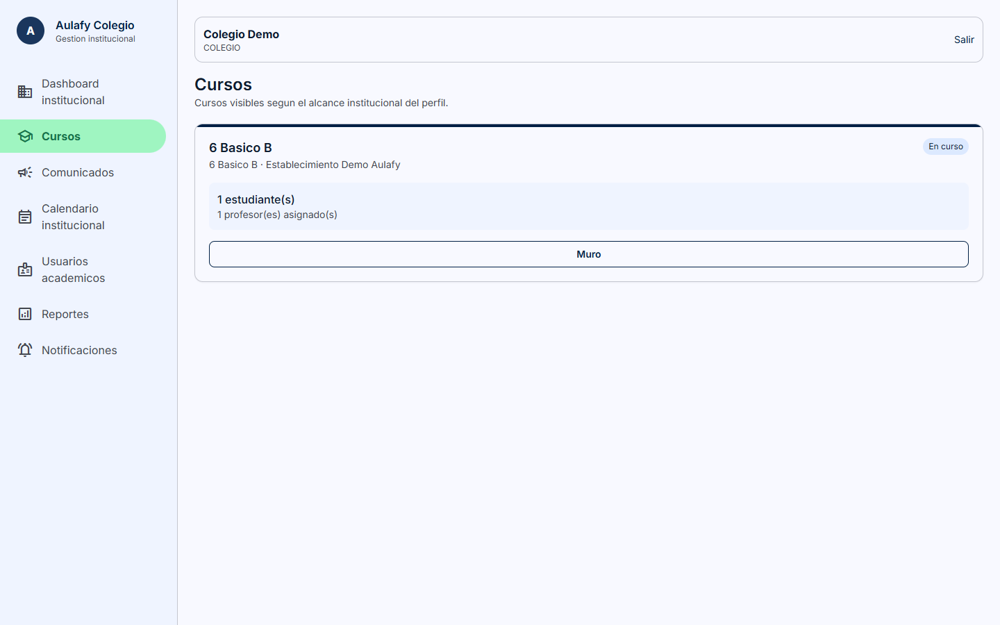 A
Aulafy Colegio
Gestion institucional
Dashboard
institucional
Cursos
Comunicados
Calendario
institucional
Usuarios
academicos
Reportes
Notificaciones
Colegio Demo
COLEGIO
Salir
Cursos
Cursos visibles segun el alcance institucional del perfil.
6 Basico B
En curso
6 Basico B · Establecimiento Demo Aulafy
1 estudiante(s)
1 profesor(es) asignado(s)
Muro